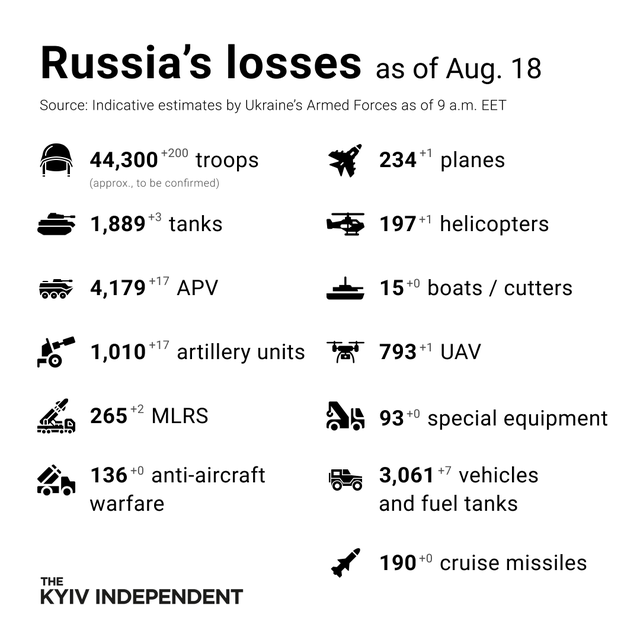 Russia's losses as of Aug. 18
Source: Indicative estimates by Ukraine's Armed Forces as of 9 a.m. EET
44,300 +200 troops
(approx., to be confirmed)
1,889 +3 tanks
4,179 +17 APV
1,010 +17 artillery units
265 +2 MLRS
136 +0 anti-aircraft
warfare
234 +1 planes
197 +1 helicopters
15 +0 boats / cutters
793 +1 UAV
93 +0 special equipment
3,061 +7 vehicles
and fuel tanks
190 +0 cruise missiles
THE
KYIV INDEPENDENT